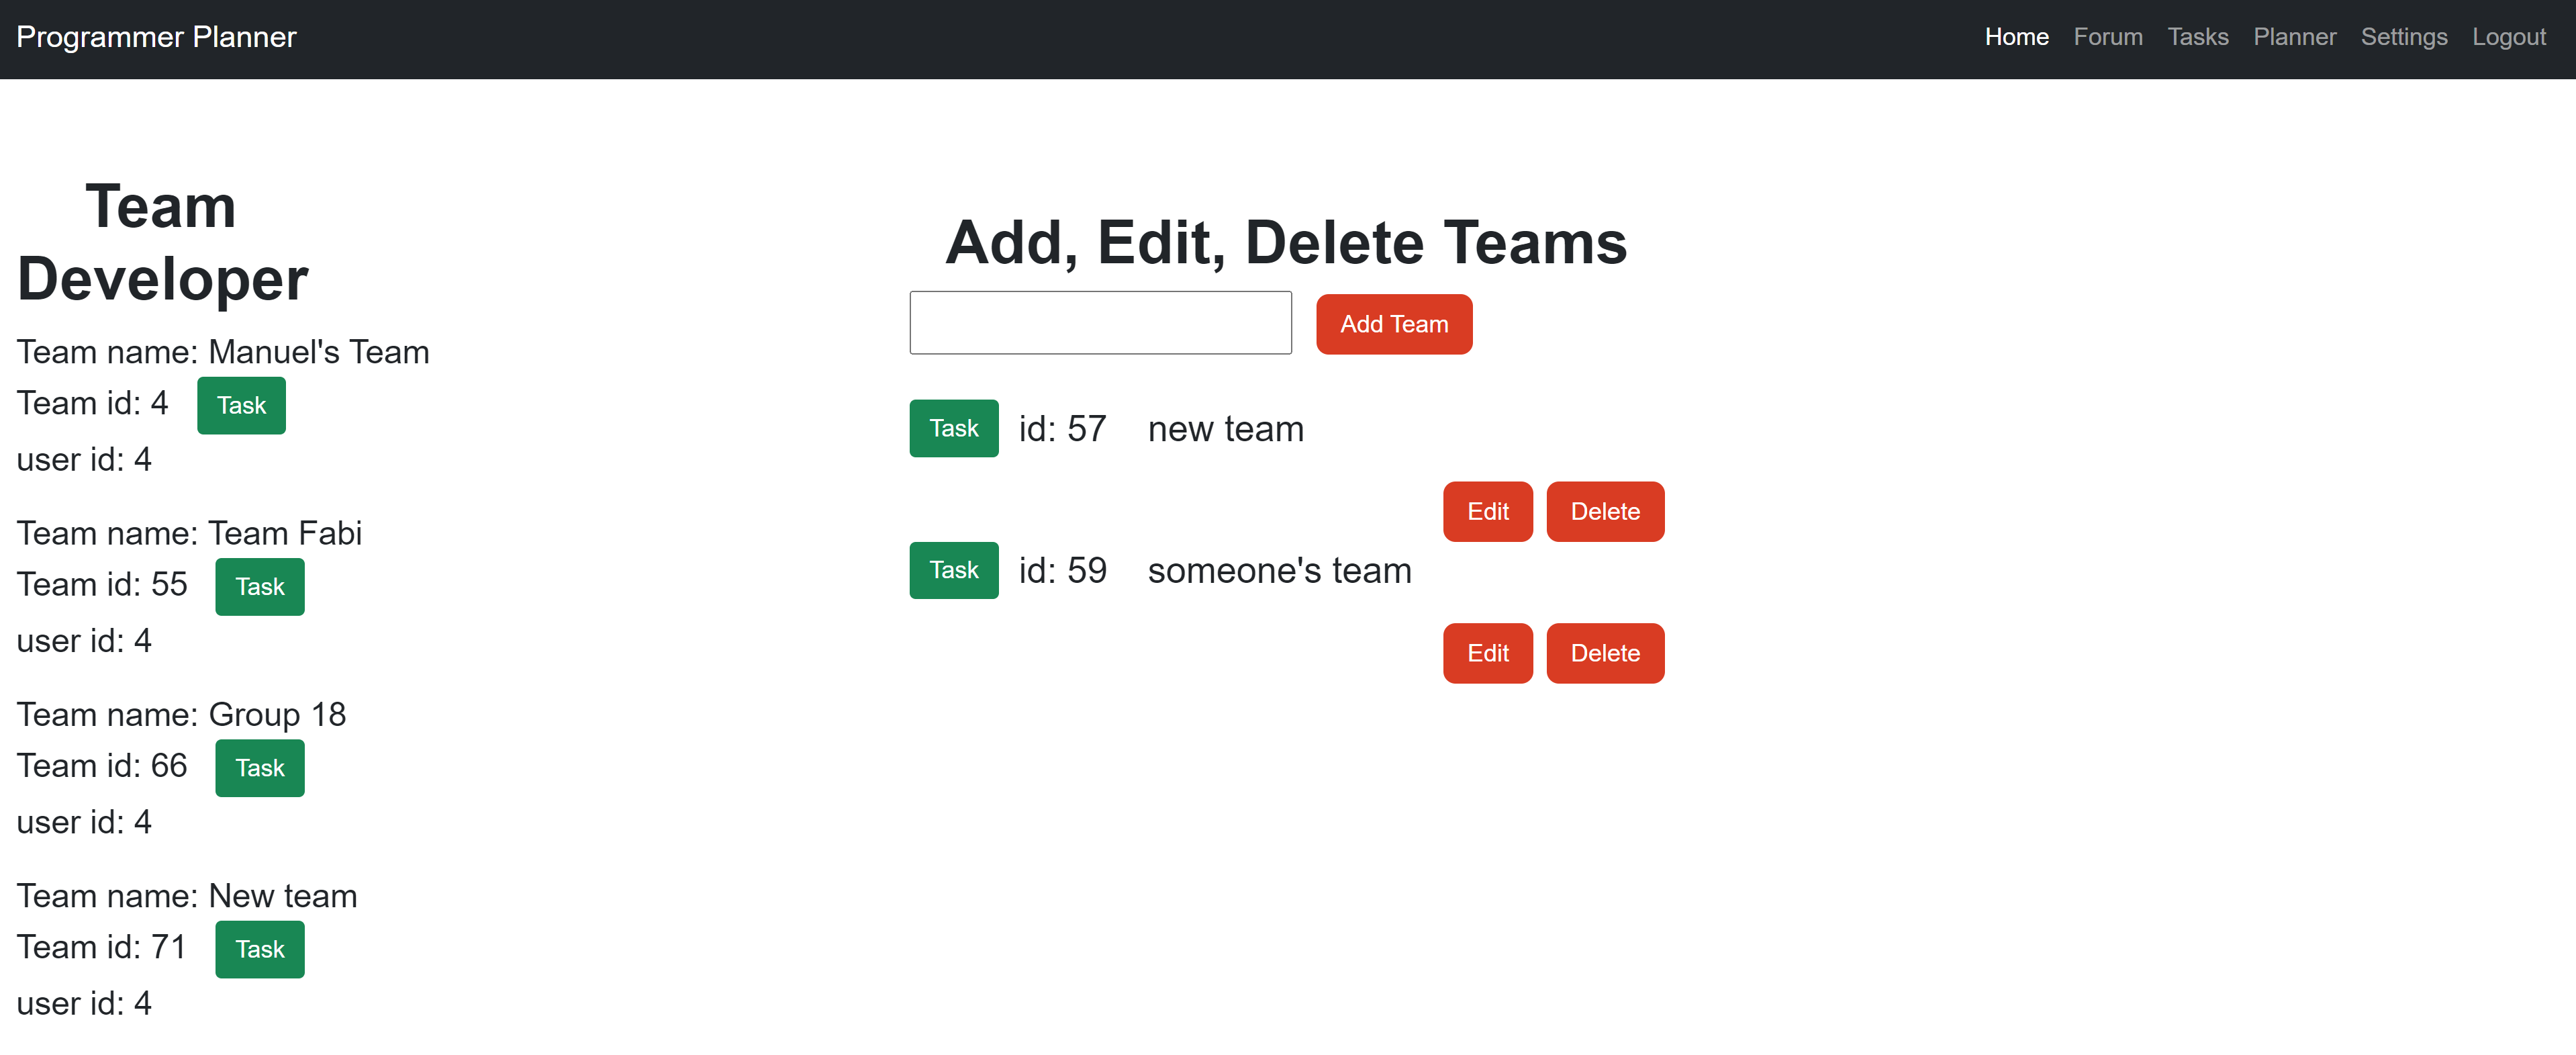 Programmer Planner
Home Forum Tasks Planner Settings Logout
Team
Developer
Team name: Manuel's Team
Team id: 4 Task
user id: 4
Team name: Team Fabi
Team id: 55 Task
user id: 4
Team name: Group 18
Team id: 66 Task
user id: 4
Team name: New team
Team id: 71 Task
user id: 4
Add, Edit, Delete Teams
Add Team
Task id: 57 new team
Edit Delete
Task id: 59 someone's team
Edit Delete